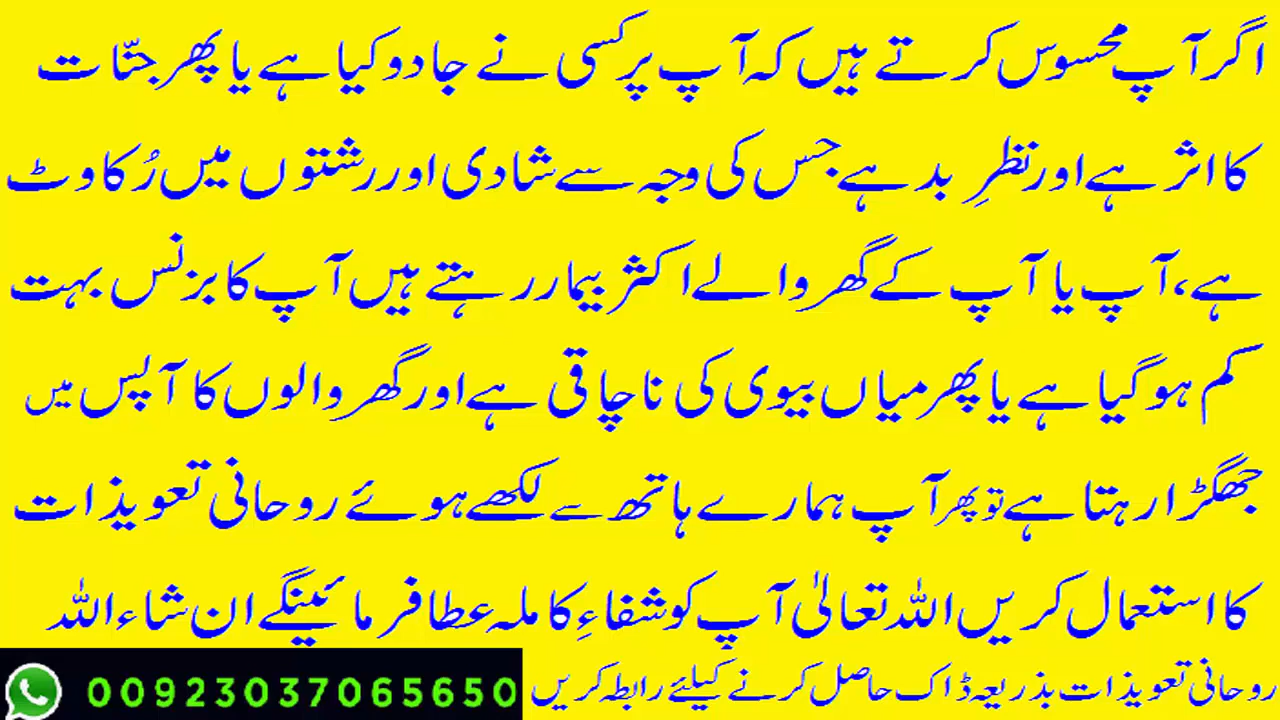 اگر آپ محسوس کرتے ہیں کہ آپ پر کسی نے جادو کیا ہے یا پھر جنّات
کا اثر ہے اور نظرِ بد ہے جس کی وجہ سے شادی اور رشتوں میں رُکاوٹ
ہے، آپ یا آپ کے گھر والے اکثر بیمار رہتے ہیں آپ کا بزنس بہت
کم ہو گیا ہے یا پھر میاں بیوی کی ناچاقی ہے اور گھر والوں کا آپس میں
جھگڑا رہتا ہے تو پھر آپ ہمارے ہاتھ سے لکھے ہوئے روحانی تعویذات
کا استعمال کریں اللہ تعالیٰ آپ کو شفاءِ کاملہ عطا فرمائینگے ان شاء اللہ
روحانی تعویذات بذریعہ ڈاک حاصل کرنے کیلئے رابطہ کریں
00923037065650